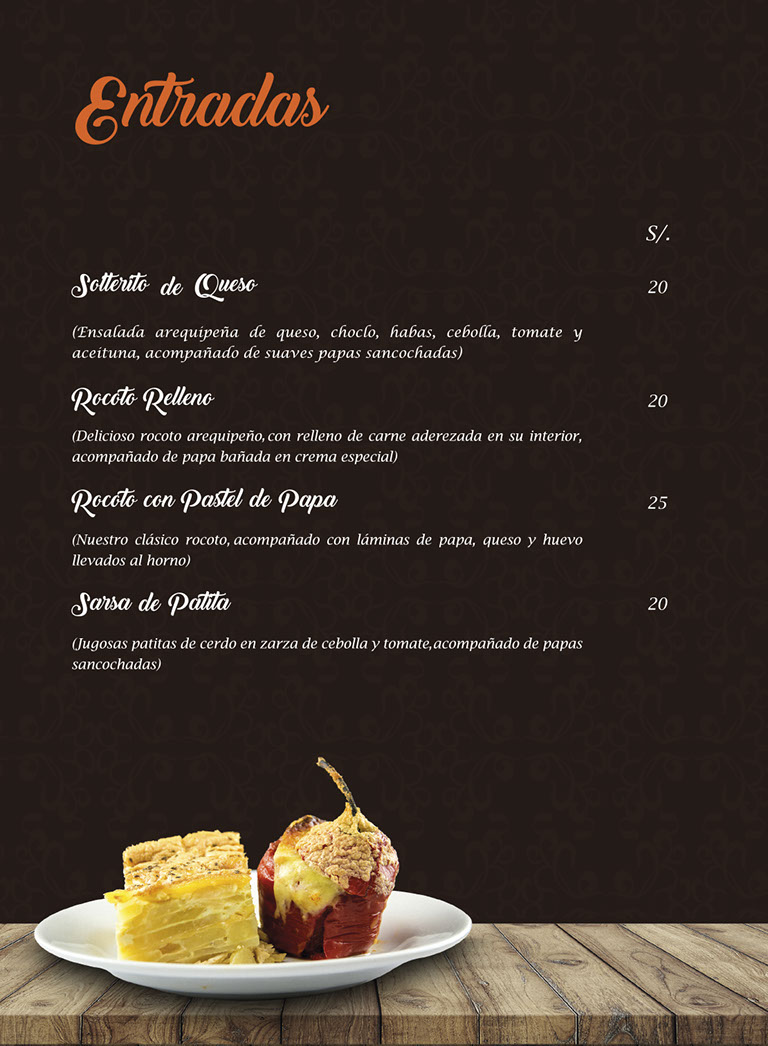 Entradas
S/.
Solterito de Queso 20
(Ensalada arequipeña de queso, choclo, habas, cebolla, tomate y
aceituna, acompañado de suaves papas sancochadas)
Rocoto Relleno 20
(Delicioso rocoto arequipeño, con relleno de carne aderezada en su interior,
acompañado de papa bañada en crema especial)
Rocoto con Pastel de Papa 25
(Nuestro clásico rocoto, acompañado con láminas de papa, queso y huevo
llevados al horno)
Sarsa de Patita 20
(Jugosas patitas de cerdo en zarza de cebolla y tomate,acompañado de papas
sancochadas)